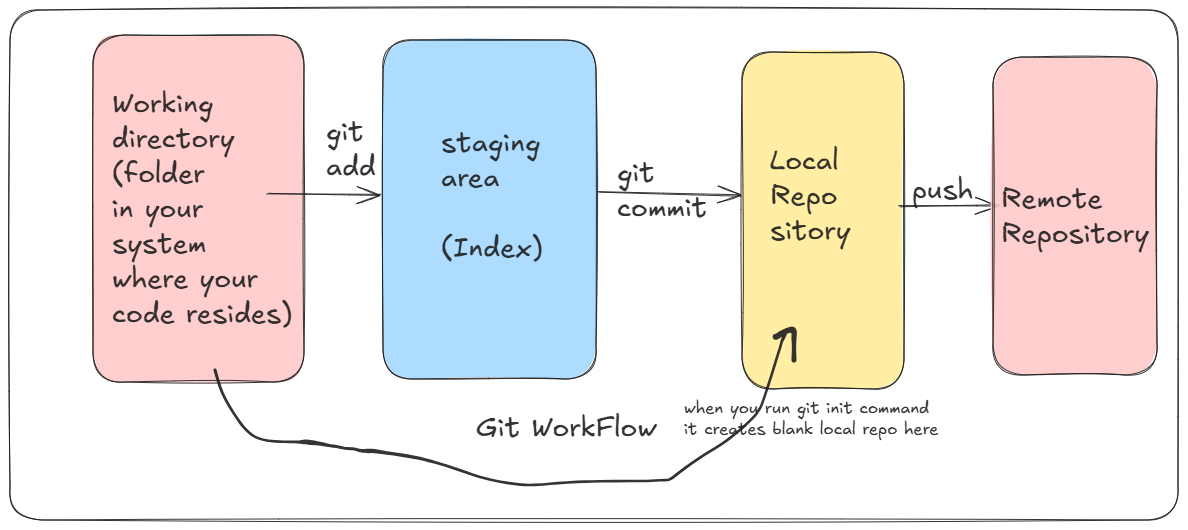 Working
directory
(folder
in your
system
where your
code resides)
git
add
staging
area
(Index)
git
commit
Local
Repo
sitory
push
Remote
Repository
Git WorkFlow
when you run git init command
it creates blank local repo here